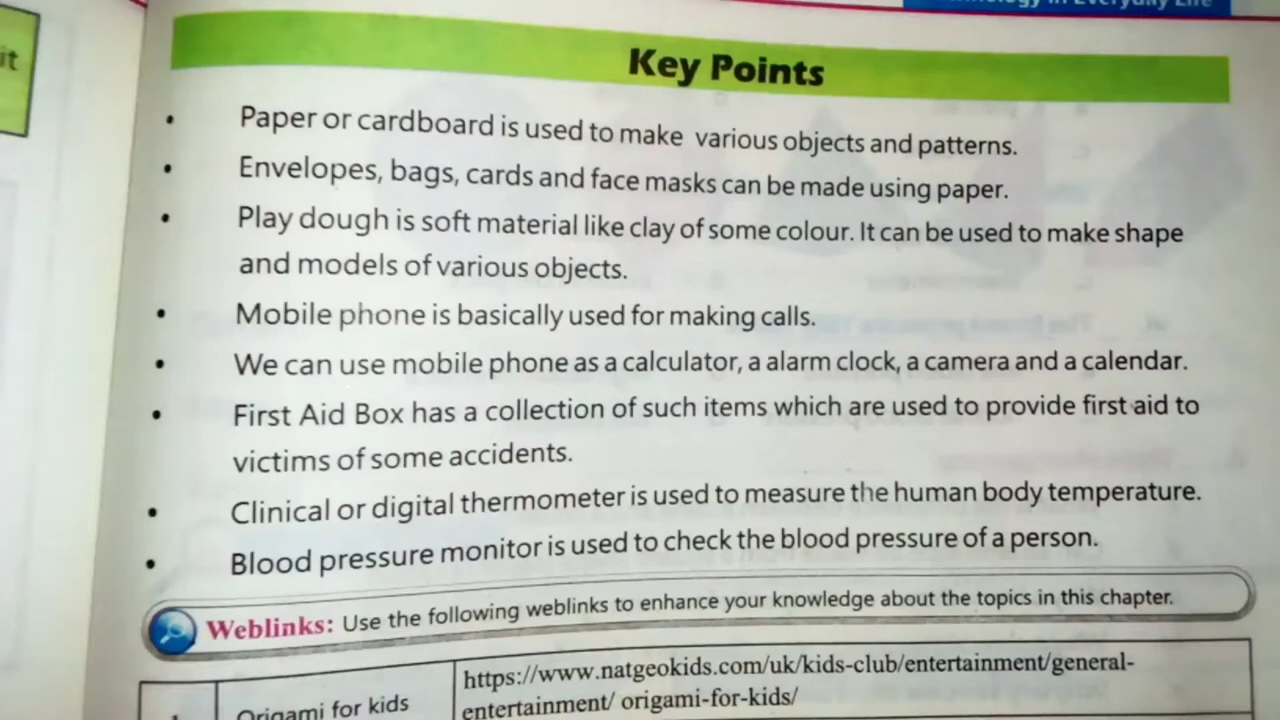 it
in Everyday Life
Key Points
• Paper or cardboard is used to make various objects and patterns.
• Envelopes, bags, cards and face masks can be made using paper.
• Play dough is soft material like clay of some colour. It can be used to make shape
and models of various objects.
• Mobile phone is basically used for making calls.
• We can use mobile phone as a calculator, a alarm clock, a camera and a calendar.
• First Aid Box has a collection of such items which are used to provide first aid to
victims of some accidents.
• Clinical or digital thermometer is used to measure the human body temperature.
• Blood pressure monitor is used to check the blood pressure of a person.
Weblinks: Use the following weblinks to enhance your knowledge about the topics in this chapter.
https://www.natgeokids.com/uk/kids-club/entertainment/general-
Origami for kids
entertainment/ origami-for-kids/